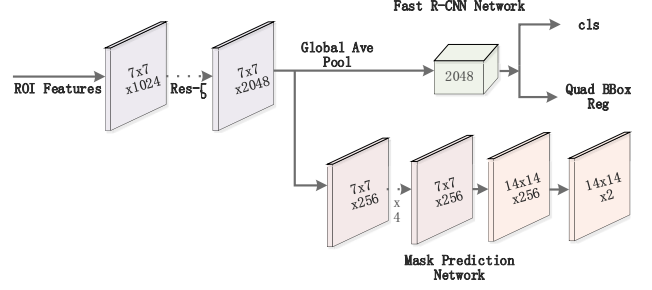 Fast R-CNN Network
cls
Global Ave
Pool
7x7
x1024
7x7
x2048
2048
ROI Features
Res-5
Quad BBox
Reg
7x7
x256
x
4
7x7
x256
14x14
x256
14x14
x2
Mask Prediction
Network